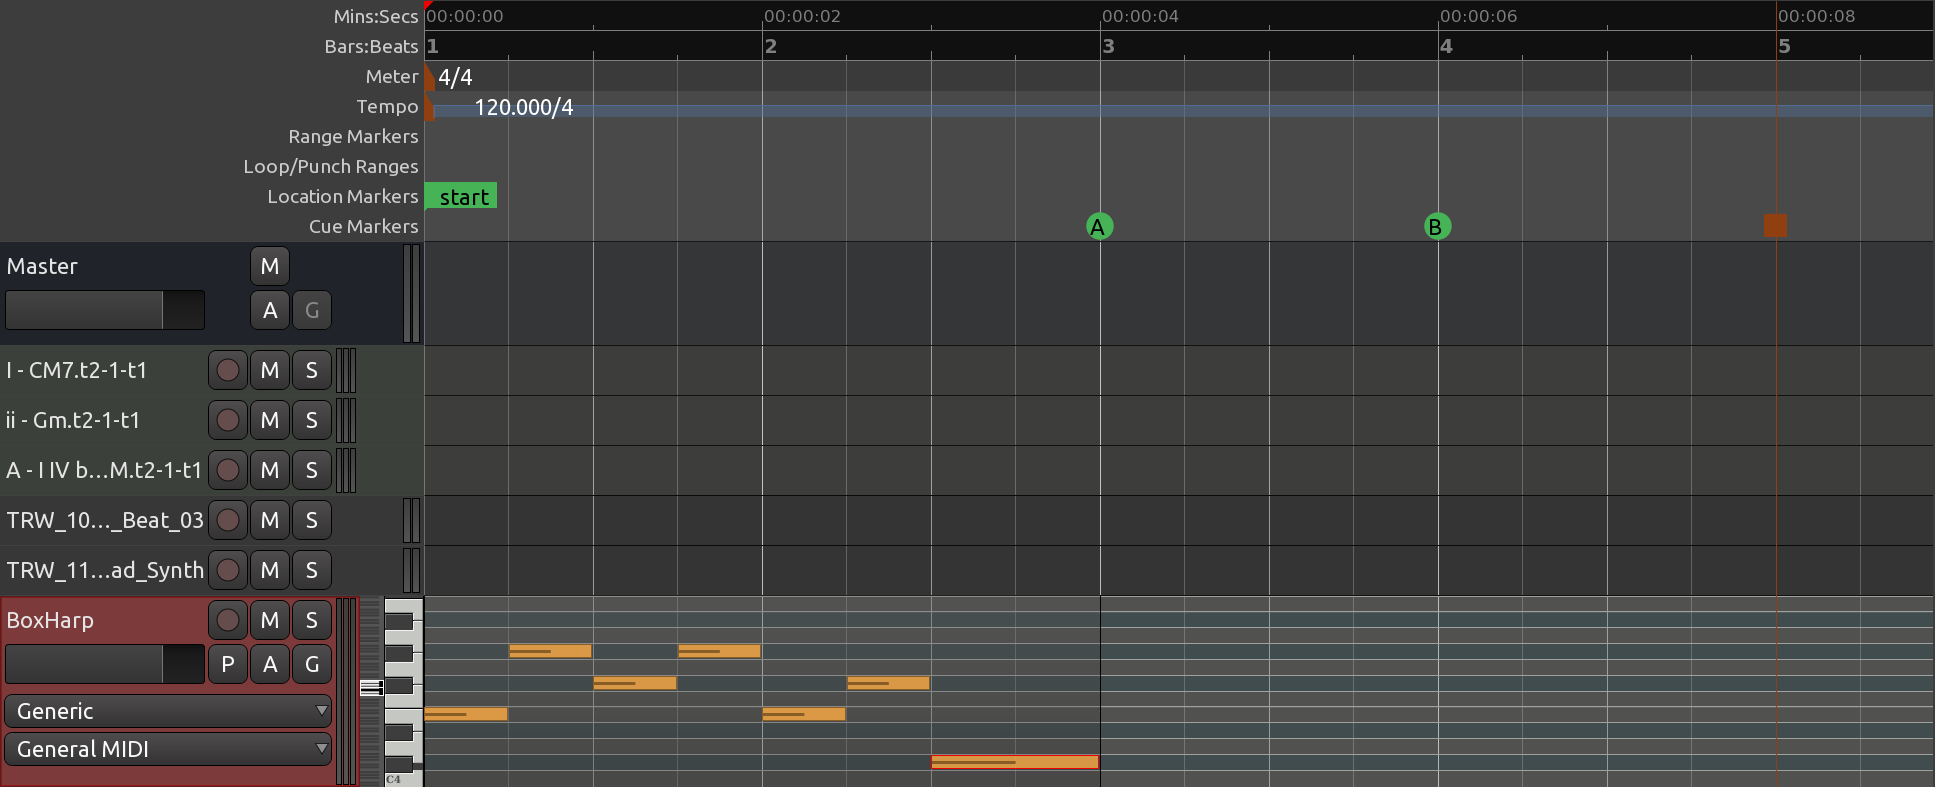 Mins:Secs 00:00:00 00:00:02 00:00:04 00:00:06 00:00:08
Bars:Beats 1 2 3 4 5
Meter 4/4
Tempo 120.000/4
Range Markers
Loop/Punch Ranges
Location Markers start
Cue Markers A B
Master M
A G
I - CM7.t2-1-t1 M S
ii - Gm.t2-1-t1 M S
A - I IV b...M.t2-1-t1 M S
TRW_10..._Beat_03 M S
TRW_11...ad_Synth M S
BoxHarp M S
P A G
Generic
General MIDI
C4